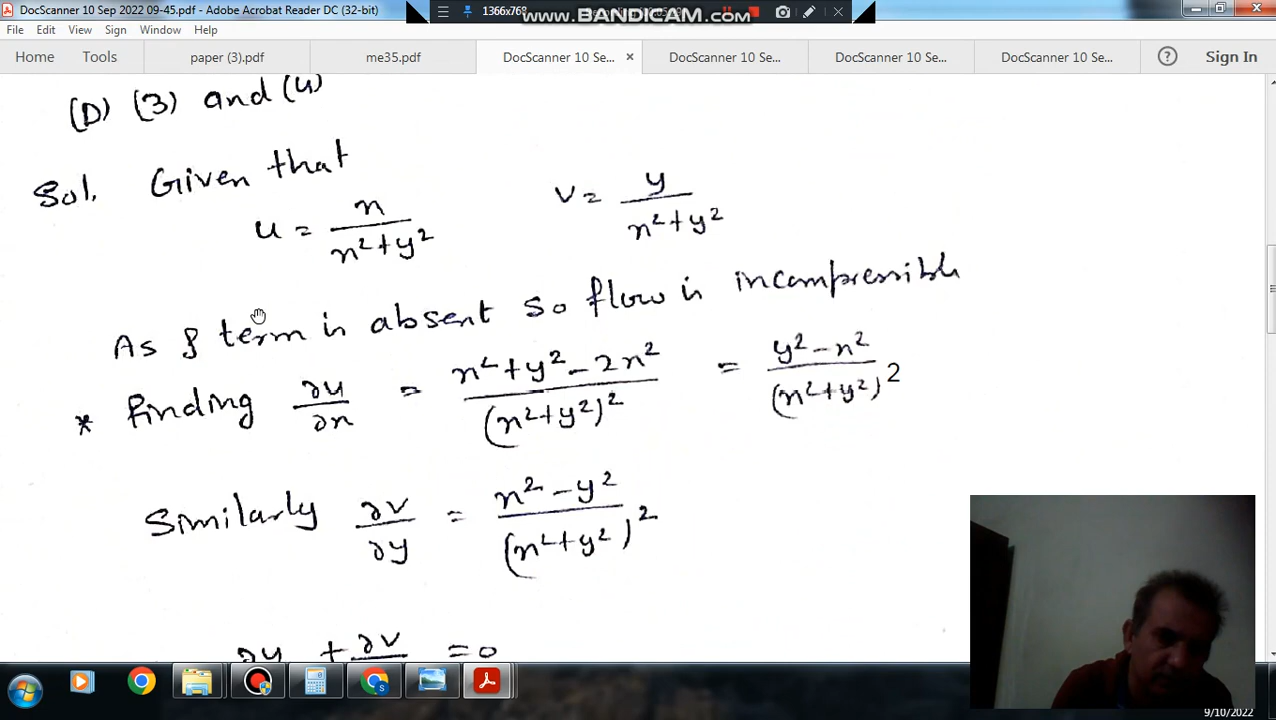 DocScanner 10 Sep 2022 09-45.pdf - Adobe Acrobat Reader DC (32-bit)
1366x768
www.BANDICAM.com
File Edit View Sign Window Help
Home Tools paper (3).pdf me35.pdf DocScanner 10 Se... × DocScanner 10 Se... DocScanner 10 Se... DocScanner 10 Se... Sign In
(D) (3) and (4)
Sol. Given that
u = x / (x² + y²) v = y / (x² + y²)
As ρ term is absent so flow is incompressible
* Finding ∂u/∂x = (x² + y² - 2x²) / (x² + y²)² = (y² - x²) / (x² + y²)²
Similarly ∂v/∂y = (x² - y²) / (x² + y²)²
∂u + ∂v = 0
9/10/2022